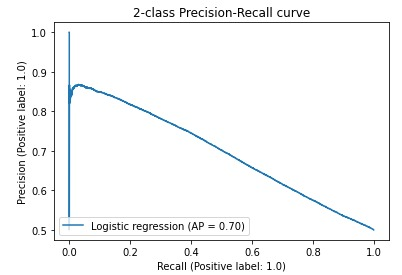 2-class Precision-Recall curve
Precision (Positive label: 1.0)
1.0
0.9
0.8
0.7
0.6
0.5
Logistic regression (AP = 0.70)
0.0 0.2 0.4 0.6 0.8 1.0
Recall (Positive label: 1.0)